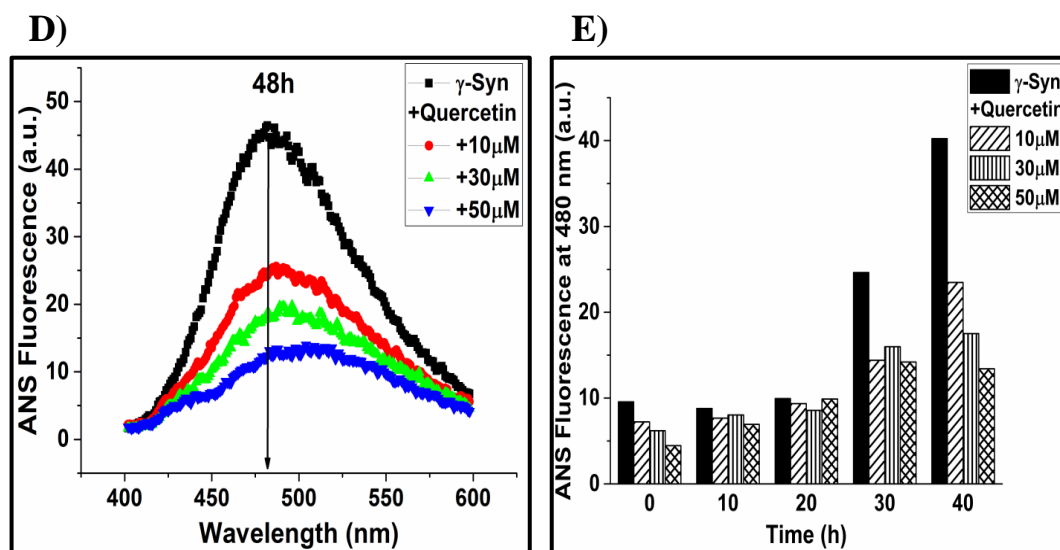 D)
48h
γ-Syn
+Quercetin
+10μM
+30μM
+50μM
ANS Fluorescence (a.u.)
50
40
30
20
10
0
400 450 500 550 600
Wavelength (nm)
E)
γ-Syn
+Quercetin
10μM
30μM
50μM
ANS Fluorescence at 480 nm (a.u.)
40
30
20
10
0
0 10 20 30 40
Time (h)